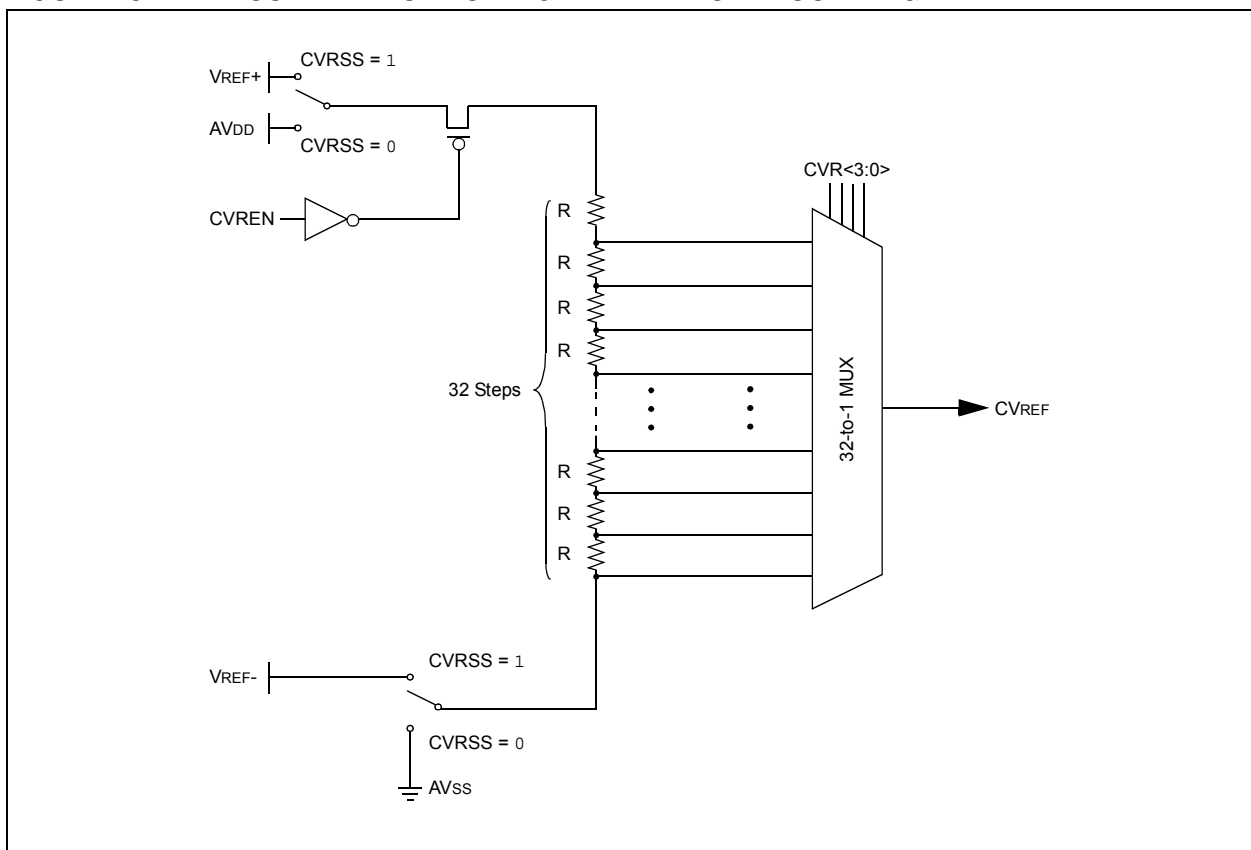 CVRSS = 1
VREF+
AVDD
CVRSS = 0
CVR<3:0>
CVREN
R
R
R
R
32 Steps
32-to-1 MUX
CVREF
R
R
R
CVRSS = 1
VREF-
CVRSS = 0
AVSS